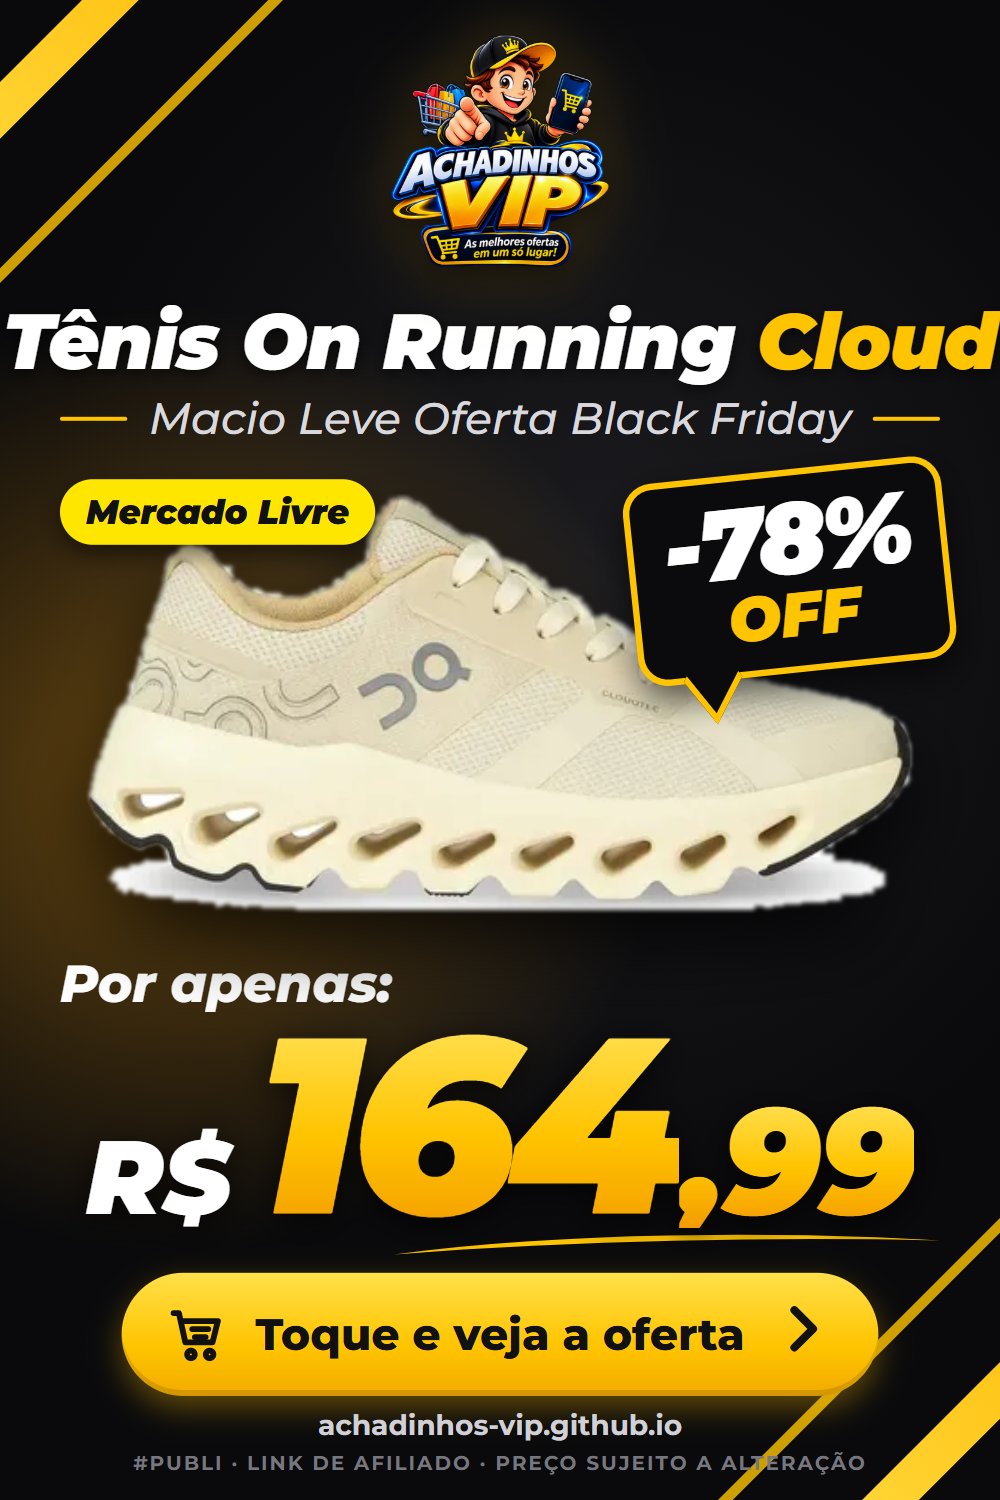 ACHADINHOS
VIP
As melhores ofertas
em um só lugar!
Tênis On Running Cloud
Macio Leve Oferta Black Friday
Mercado Livre
-78%
OFF
CLOUDTEC
Por apenas:
R$ 164,99
Toque e veja a oferta
achadinhos-vip.github.io
#PUBLI · LINK DE AFILIADO · PREÇO SUJEITO A ALTERAÇÃO